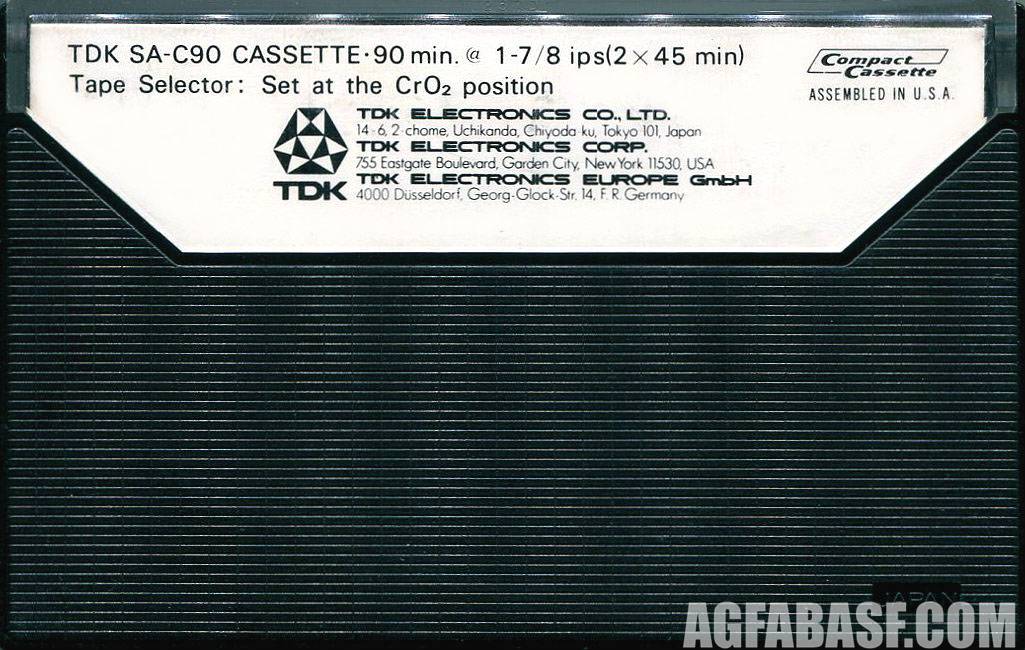 TDK SA-C90 CASSETTE·90 min. @ 1-7/8 ips(2×45 min)
Tape Selector: Set at the CrO₂ position
Compact
Cassette
ASSEMBLED IN U.S.A.
TDK ELECTRONICS CO., LTD.
14-6, 2-chome, Uchikanda, Chiyoda-ku, Tokyo 101, Japan
TDK ELECTRONICS CORP.
755 Eastgate Boulevard, Garden City, New York 11530, USA
TDK ELECTRONICS EUROPE GmbH
4000 Düsseldorf, Georg-Glock-Str. 14, F. R. Germany
TDK
JAPAN
AGFABASF.COM